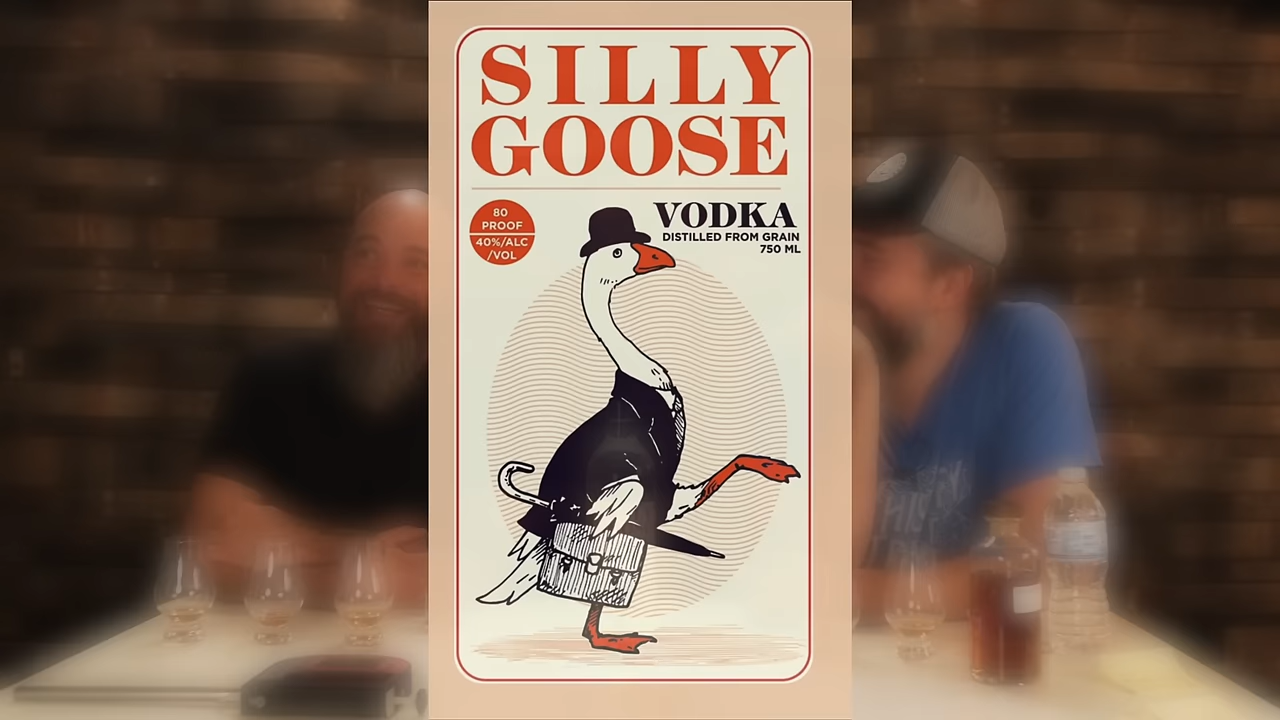 SILLY
GOOSE
80
PROOF
40%/ALC
/VOL
VODKA
DISTILLED FROM GRAIN
750 ML